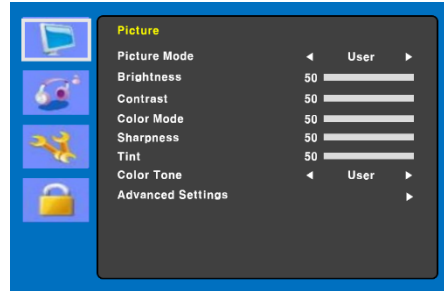 Picture
Picture Mode ◀ User ▶
Brightness 50
Contrast 50
Color Mode 50
Sharpness 50
Tint 50
Color Tone ◀ User ▶
Advanced Settings ▶